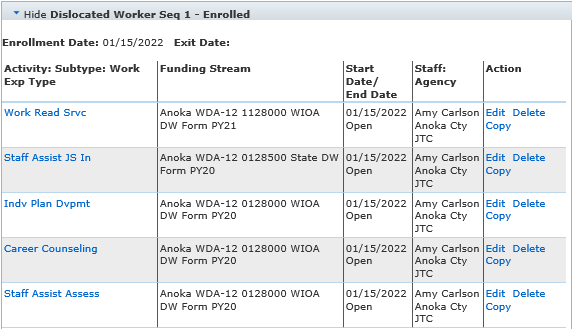 Hide Dislocated Worker Seq 1 - Enrolled
Enrollment Date: 01/15/2022 Exit Date:
Activity: Subtype: Work Exp Type Funding Stream Start Date/ End Date Staff: Agency Action
Work Read Srvc Anoka WDA-12 1128000 WIOA DW Form PY21 01/15/2022 Open Amy Carlson Anoka Cty JTC Edit Delete Copy
Staff Assist JS In Anoka WDA-12 0128500 State DW Form PY20 01/15/2022 Open Amy Carlson Anoka Cty JTC Edit Delete Copy
Indv Plan Dvpmt Anoka WDA-12 0128000 WIOA DW Form PY20 01/15/2022 Open Amy Carlson Anoka Cty JTC Edit Delete Copy
Career Counseling Anoka WDA-12 0128000 WIOA DW Form PY20 01/15/2022 Open Amy Carlson Anoka Cty JTC Edit Delete Copy
Staff Assist Assess Anoka WDA-12 0128000 WIOA DW Form PY20 01/15/2022 Open Amy Carlson Anoka Cty JTC Edit Delete Copy